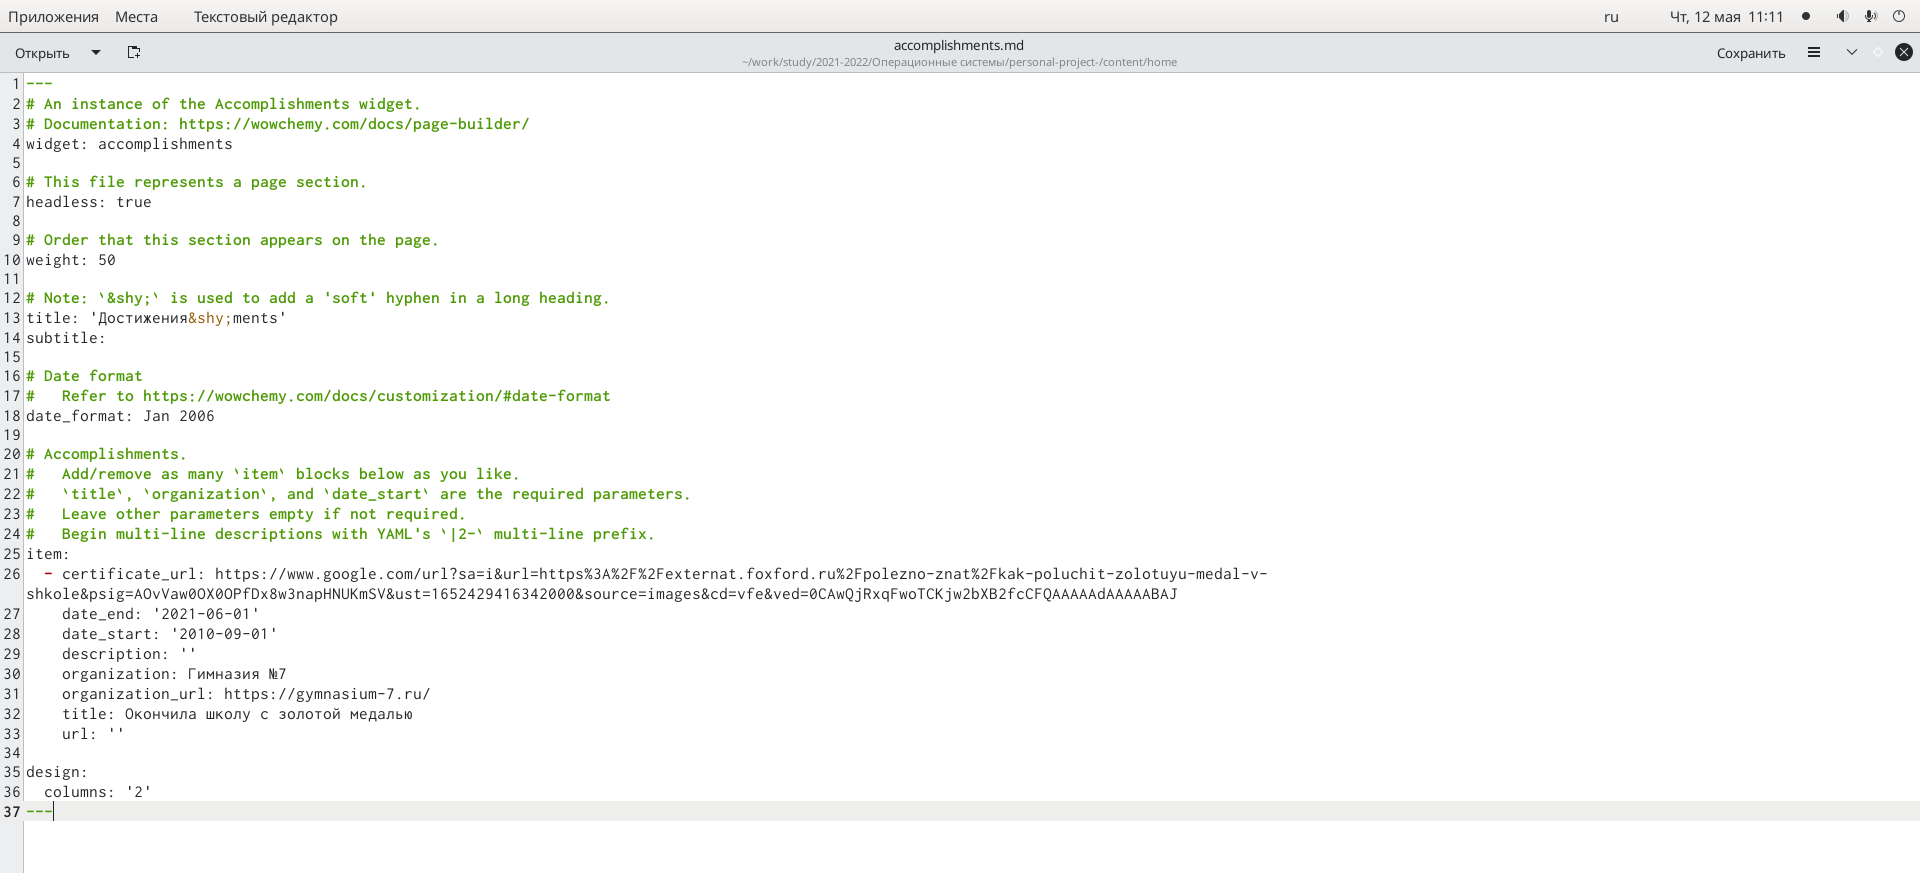 Приложения Места Текстовый редактор ru Чт, 12 мая 11:11
Открыть accomplishments.md Сохранить
~/work/study/2021-2022/Операционные системы/personal-project-/content/home
1 ---
2 # An instance of the Accomplishments widget.
3 # Documentation: https://wowchemy.com/docs/page-builder/
4 widget: accomplishments
5
6 # This file represents a page section.
7 headless: true
8
9 # Order that this section appears on the page.
10 weight: 50
11
12 # Note: `&shy;` is used to add a 'soft' hyphen in a long heading.
13 title: 'Достижения&shy;ments'
14 subtitle:
15
16 # Date format
17 #   Refer to https://wowchemy.com/docs/customization/#date-format
18 date_format: Jan 2006
19
20 # Accomplishments.
21 #   Add/remove as many `item` blocks below as you like.
22 #   `title`, `organization`, and `date_start` are the required parameters.
23 #   Leave other parameters empty if not required.
24 #   Begin multi-line descriptions with YAML's `|2-` multi-line prefix.
25 item:
26   - certificate_url: https://www.google.com/url?sa=i&url=https%3A%2F%2Fexternat.foxford.ru%2Fpolezno-znat%2Fkak-poluchit-zolotuyu-medal-v-
shkole&psig=AOvVaw0OX0OPfDx8w3napHNUKmSV&ust=1652429416342000&source=images&cd=vfe&ved=0CAwQjRxqFwoTCKjw2bXB2fcCFQAAAAAdAAAAABAJ
27     date_end: '2021-06-01'
28     date_start: '2010-09-01'
29     description: ''
30     organization: Гимназия №7
31     organization_url: https://gymnasium-7.ru/
32     title: Окончила школу с золотой медалью
33     url: ''
34
35 design:
36   columns: '2'
37 ---